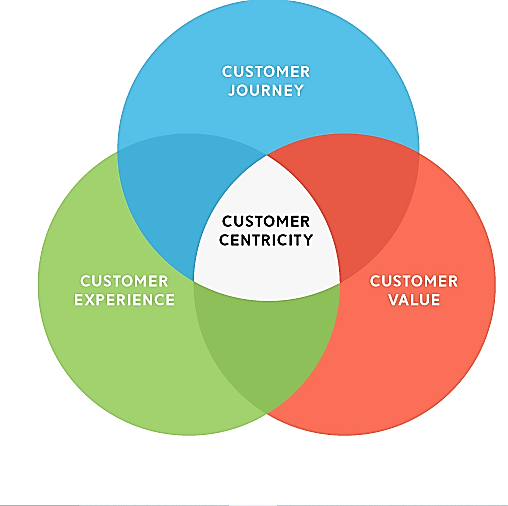 CUSTOMER
JOURNEY
CUSTOMER
CENTRICITY
CUSTOMER
EXPERIENCE
CUSTOMER
VALUE